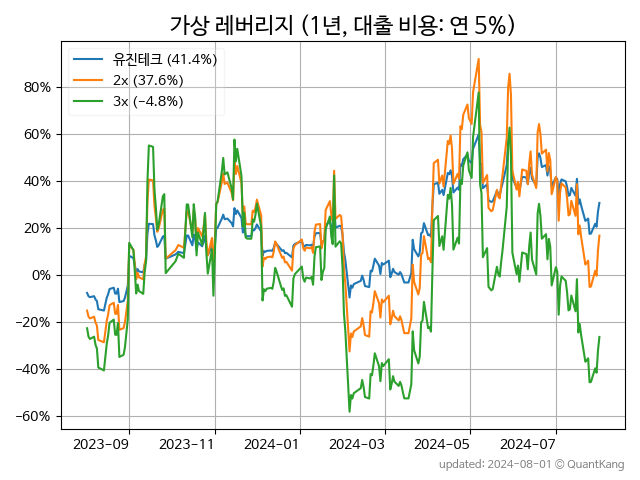 가상 레버리지 (1년, 대출 비용: 연 5%)
유진테크 (41.4%)
2x (37.6%)
3x (−4.8%)
80%
60%
40%
20%
0%
−20%
−40%
−60%
2023-09
2023-11
2024-01
2024-03
2024-05
2024-07
updated: 2024-08-01 © QuantKang